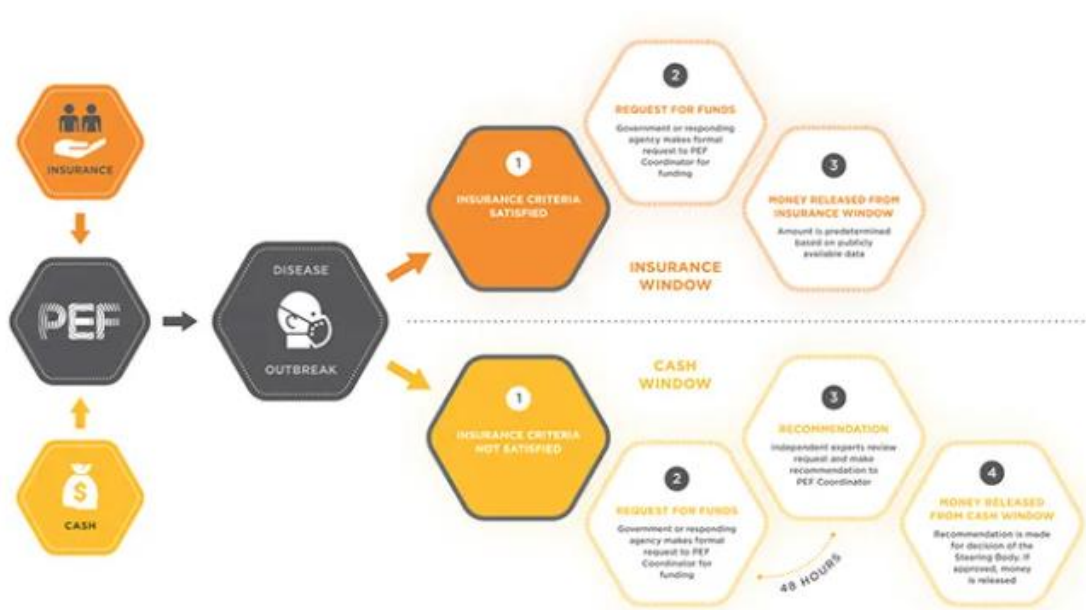 INSURANCE
PEF
CASH
DISEASE
OUTBREAK
1
INSURANCE CRITERIA
SATISFIED
2
REQUEST FOR FUNDS
Government or responding
agency makes formal
request to PEF
Coordinator for
funding
3
MONEY RELEASED FROM
INSURANCE WINDOW
Amount is predetermined
based on publicly
available data
INSURANCE
WINDOW
CASH
WINDOW
1
INSURANCE CRITERIA
NOT SATISFIED
2
REQUEST FOR FUNDS
Government or responding
agency makes formal
request to PEF
Coordinator for
funding
3
RECOMMENDATION
Independent experts review
request and make
recommendation to
PEF Coordinator
48 HOURS
4
MONEY RELEASED
FROM CASH WINDOW
Recommendation is made
for decision of the
Steering Body. If
approved, money
is released